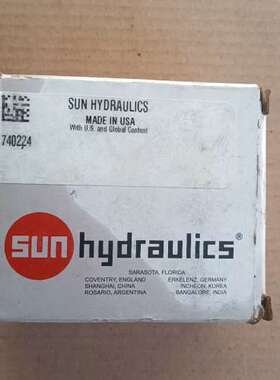 SUN HYDRAULICS
MADE IN USA
With U.S. and Global Content
740224
sun hydraulics®
SARASOTA, FLORIDA
COVENTRY, ENGLAND ERKELENZ, GERMANY
SHANGHAI, CHINA INCHEON, KOREA
ROSARIO, ARGENTINA BANGALORE, INDIA